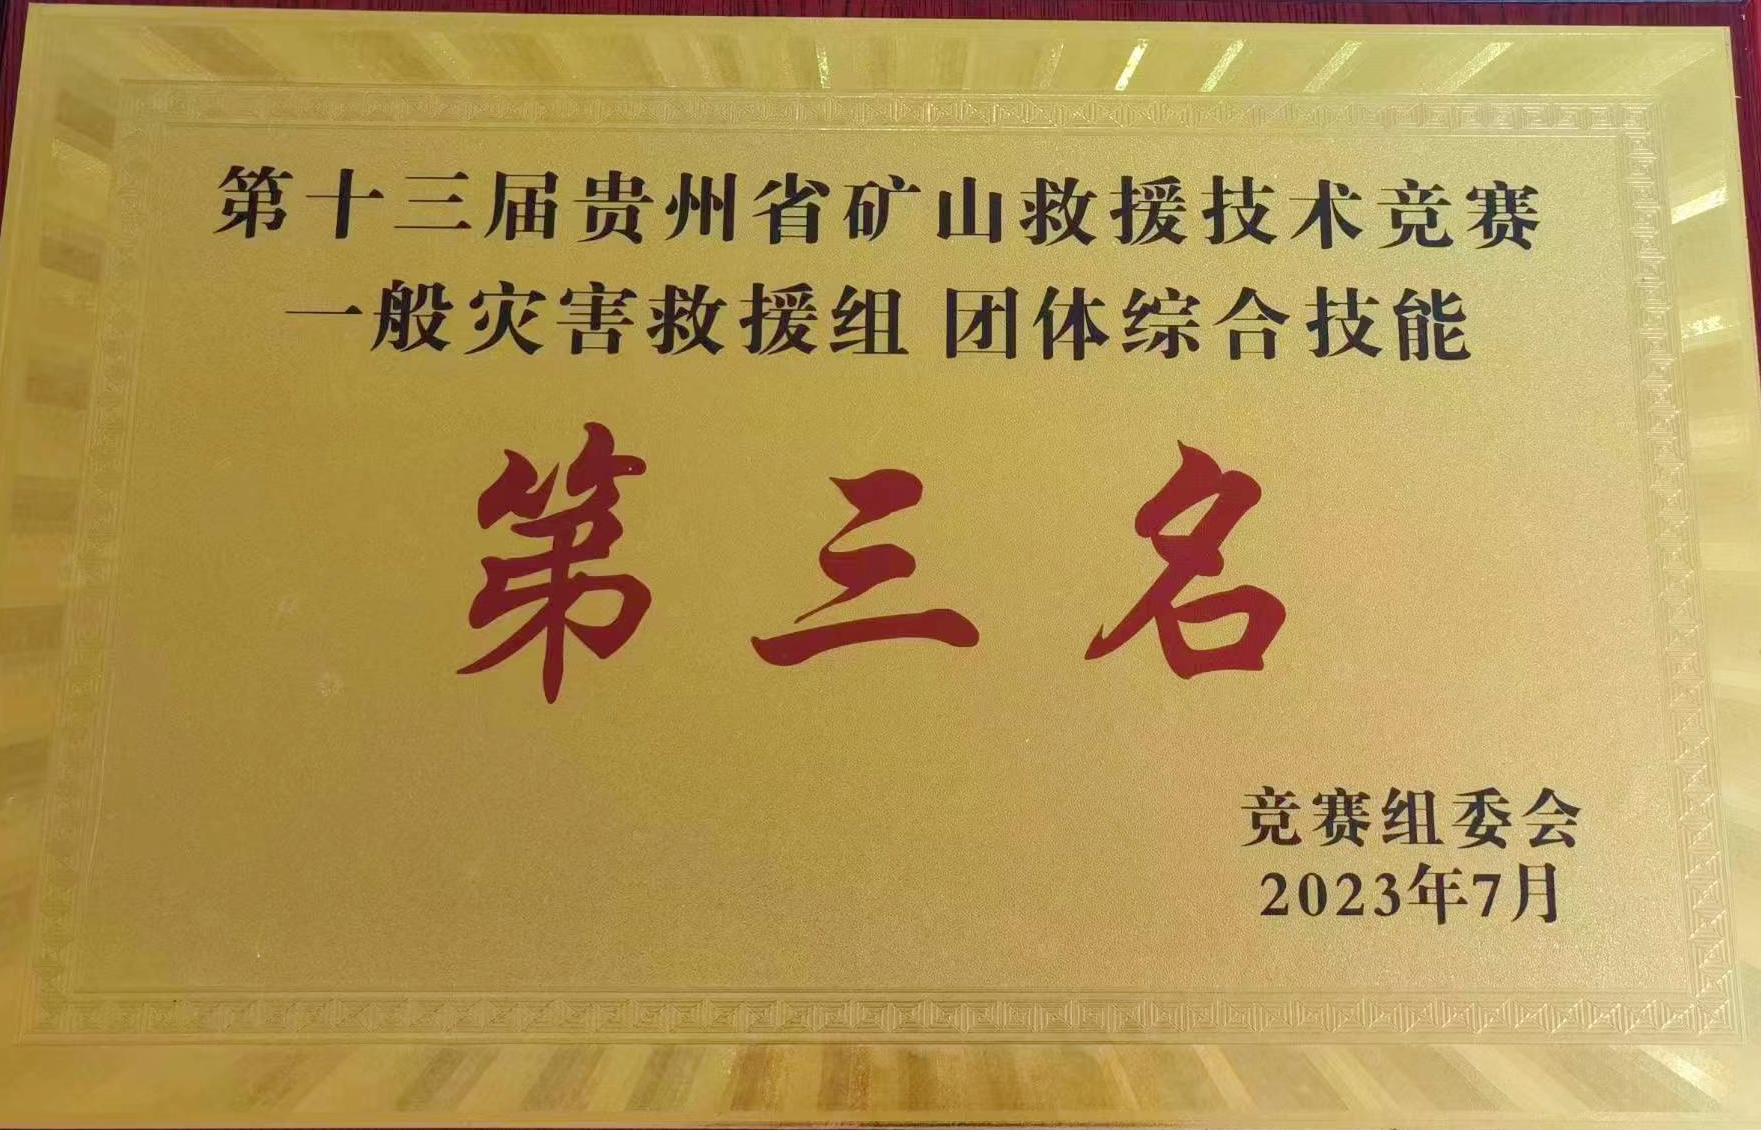 第十三届贵州省矿山救援技术竞赛
一般灾害救援组 团体综合技能
第三名
竞赛组委会
2023年7月